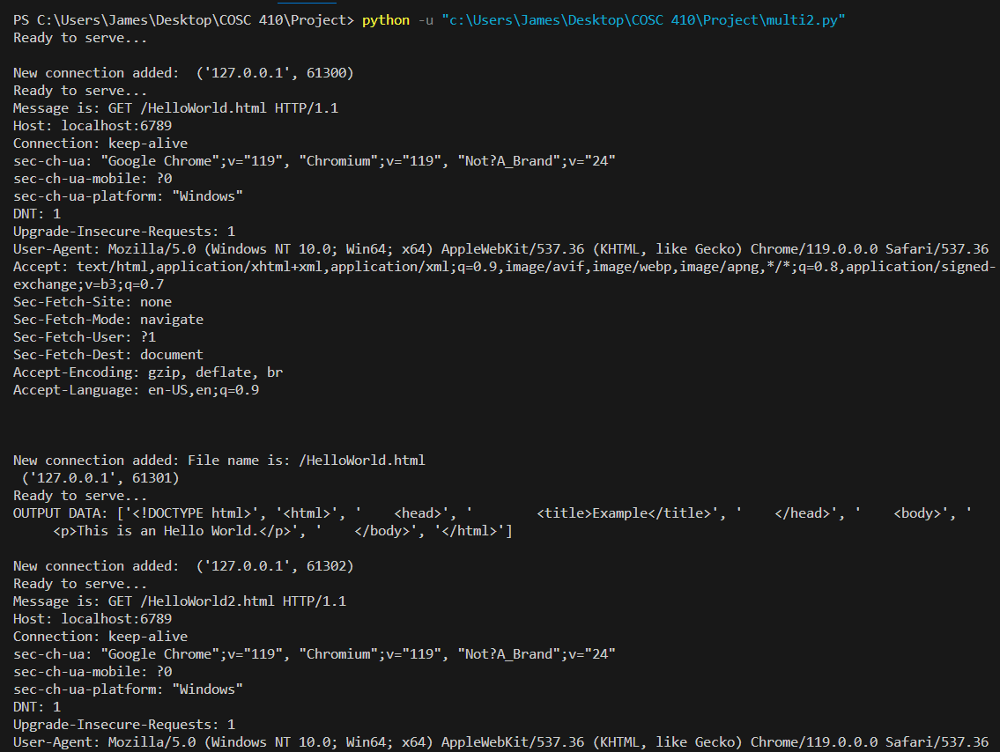 PS C:\Users\James\Desktop\COSC 410\Project> python -u "c:\Users\James\Desktop\COSC 410\Project\multi2.py"
Ready to serve...
New connection added:  ('127.0.0.1', 61300)
Ready to serve...
Message is: GET /HelloWorld.html HTTP/1.1
Host: localhost:6789
Connection: keep-alive
sec-ch-ua: "Google Chrome";v="119", "Chromium";v="119", "Not?A_Brand";v="24"
sec-ch-ua-mobile: ?0
sec-ch-ua-platform: "Windows"
DNT: 1
Upgrade-Insecure-Requests: 1
User-Agent: Mozilla/5.0 (Windows NT 10.0; Win64; x64) AppleWebKit/537.36 (KHTML, like Gecko) Chrome/119.0.0.0 Safari/537.36
Accept: text/html,application/xhtml+xml,application/xml;q=0.9,image/avif,image/webp,image/apng,*/*;q=0.8,application/signed-
exchange;v=b3;q=0.7
Sec-Fetch-Site: none
Sec-Fetch-Mode: navigate
Sec-Fetch-User: ?1
Sec-Fetch-Dest: document
Accept-Encoding: gzip, deflate, br
Accept-Language: en-US,en;q=0.9
New connection added: File name is: /HelloWorld.html
 ('127.0.0.1', 61301)
Ready to serve...
OUTPUT DATA: ['<!DOCTYPE html>', '<html>', '    <head>', '        <title>Example</title>', '    </head>', '    <body>', '
     <p>This is an Hello World.</p>', '    </body>', '</html>']
New connection added:  ('127.0.0.1', 61302)
Ready to serve...
Message is: GET /HelloWorld2.html HTTP/1.1
Host: localhost:6789
Connection: keep-alive
sec-ch-ua: "Google Chrome";v="119", "Chromium";v="119", "Not?A_Brand";v="24"
sec-ch-ua-mobile: ?0
sec-ch-ua-platform: "Windows"
DNT: 1
Upgrade-Insecure-Requests: 1
User-Agent: Mozilla/5.0 (Windows NT 10.0; Win64; x64) AppleWebKit/537.36 (KHTML, like Gecko) Chrome/119.0.0.0 Safari/537.36